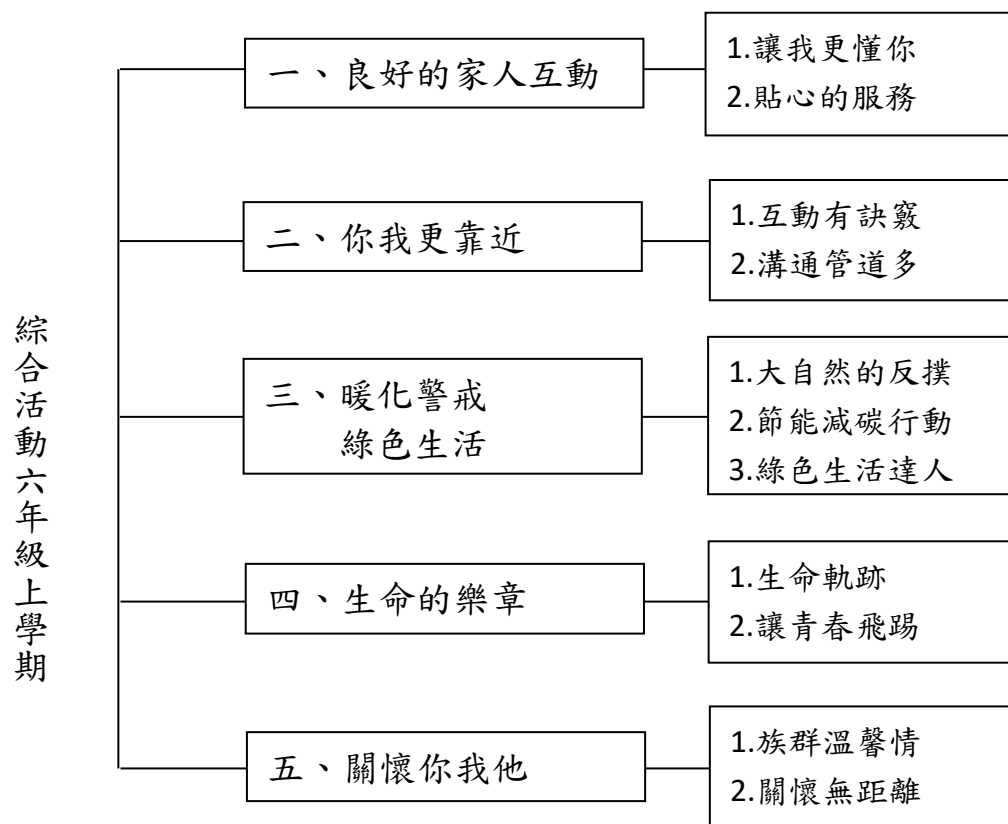 綜合活動六年級上學期
一、良好的家人互動
1.讓我更懂你
2.貼心的服務
二、你我更靠近
1.互動有訣竅
2.溝通管道多
三、暖化警戒
綠色生活
1.大自然的反撲
2.節能減碳行動
3.綠色生活達人
四、生命的樂章
1.生命軌跡
2.讓青春飛踢
五、關懷你我他
1.族群溫馨情
2.關懷無距離